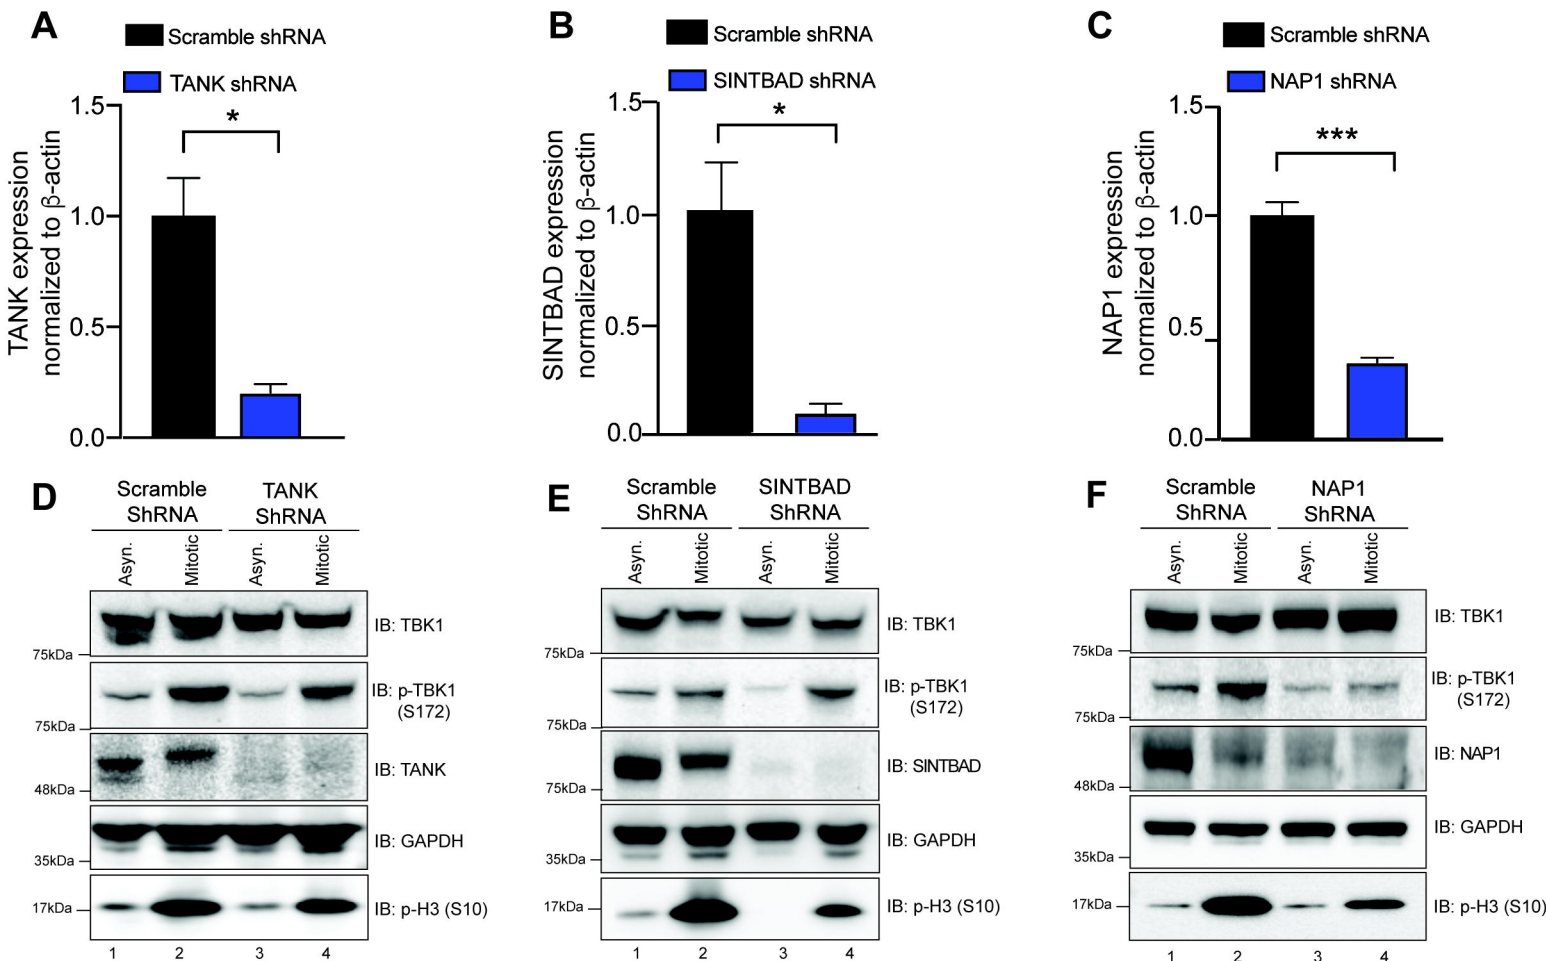 A
Scramble shRNA
TANK shRNA
TANK expression
normalized to β-actin
1.5
1.0
0.5
0.0
*
B
Scramble shRNA
SINTBAD shRNA
SINTBAD expression
normalized to β-actin
1.5
1.0
0.5
0.0
*
C
Scramble shRNA
NAP1 shRNA
NAP1 expression
normalized to β-actin
1.5
1.0
0.5
0.0
***
D
Scramble
ShRNA
TANK
ShRNA
Asyn.
Mitotic
Asyn.
Mitotic
IB: TBK1
75kDa
IB: p-TBK1
(S172)
75kDa
IB: TANK
48kDa
IB: GAPDH
35kDa
17kDa
IB: p-H3 (S10)
1 2 3 4
E
Scramble
ShRNA
SINTBAD
ShRNA
Asyn.
Mitotic
Asyn.
Mitotic
IB: TBK1
75kDa
IB: p-TBK1
(S172)
75kDa
IB: SINTBAD
75kDa
IB: GAPDH
35kDa
17kDa
IB: p-H3 (S10)
1 2 3 4
F
Scramble
ShRNA
NAP1
ShRNA
Asyn.
Mitotic
Asyn.
Mitotic
IB: TBK1
75kDa
IB: p-TBK1
(S172)
75kDa
IB: NAP1
48kDa
IB: GAPDH
35kDa
17kDa
IB: p-H3 (S10)
1 2 3 4